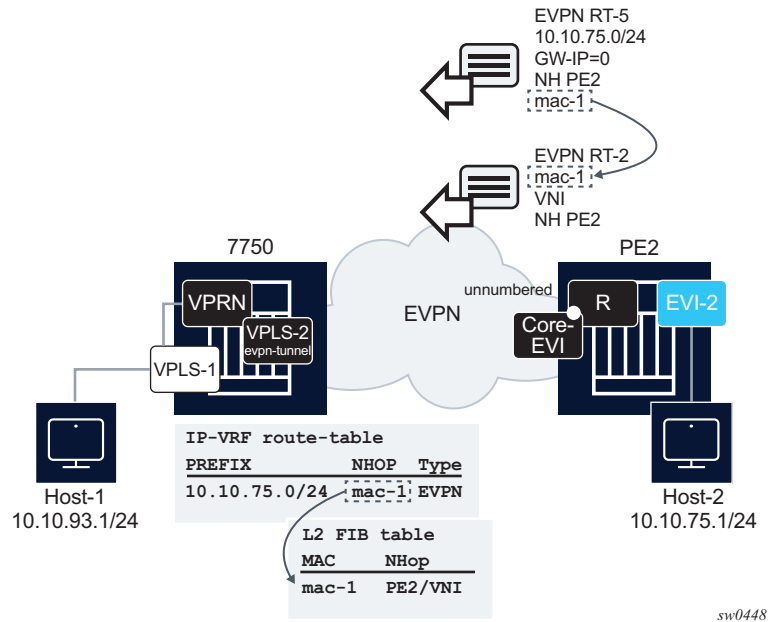 EVPN RT-5
10.10.75.0/24
GW-IP=0
NH PE2
mac-1
EVPN RT-2
mac-1
VNI
NH PE2
7750
PE2
unnumbered
VPRN
R
EVI-2
EVPN
VPLS-2
evpn-tunnel
Core-
EVI
VPLS-1
IP-VRF route-table
PREFIX NHOP Type
10.10.75.0/24 mac-1 EVPN
Host-1
10.10.93.1/24
Host-2
10.10.75.1/24
L2 FIB table
MAC NHop
mac-1 PE2/VNI
sw0448